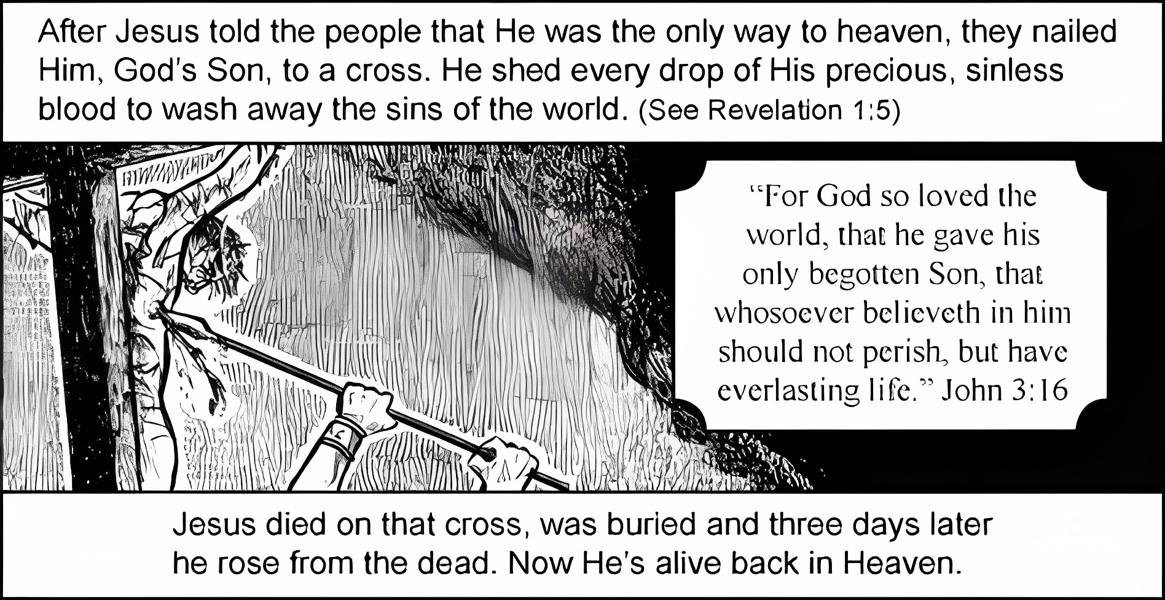 After Jesus told the people that He was the only way to heaven, they nailed
Him, God's Son, to a cross. He shed every drop of His precious, sinless
blood to wash away the sins of the world. (See Revelation 1:5)
“For God so loved the
world, that he gave his
only begotten Son, that
whosoever believeth in him
should not perish, but have
everlasting life.” John 3:16
Jesus died on that cross, was buried and three days later
he rose from the dead. Now He's alive back in Heaven.